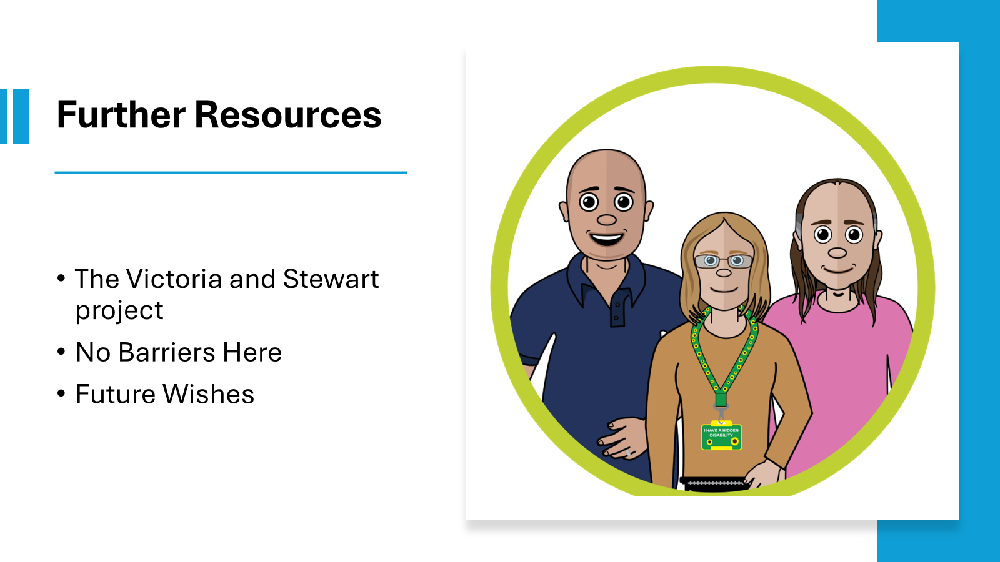 Further Resources
• The Victoria and Stewart
project
• No Barriers Here
• Future Wishes
I HAVE A HIDDEN
DISABILITY